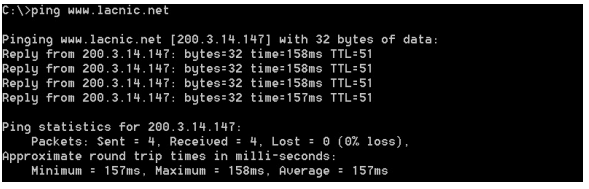 C:\>ping www.lacnic.net
Pinging www.lacnic.net [200.3.14.147] with 32 bytes of data:
Reply from 200.3.14.147: bytes=32 time=158ms TTL=51
Reply from 200.3.14.147: bytes=32 time=158ms TTL=51
Reply from 200.3.14.147: bytes=32 time=158ms TTL=51
Reply from 200.3.14.147: bytes=32 time=157ms TTL=51
Ping statistics for 200.3.14.147:
Packets: Sent = 4, Received = 4, Lost = 0 (0% loss),
Approximate round trip times in milli-seconds:
Minimum = 157ms, Maximum = 158ms, Average = 157ms